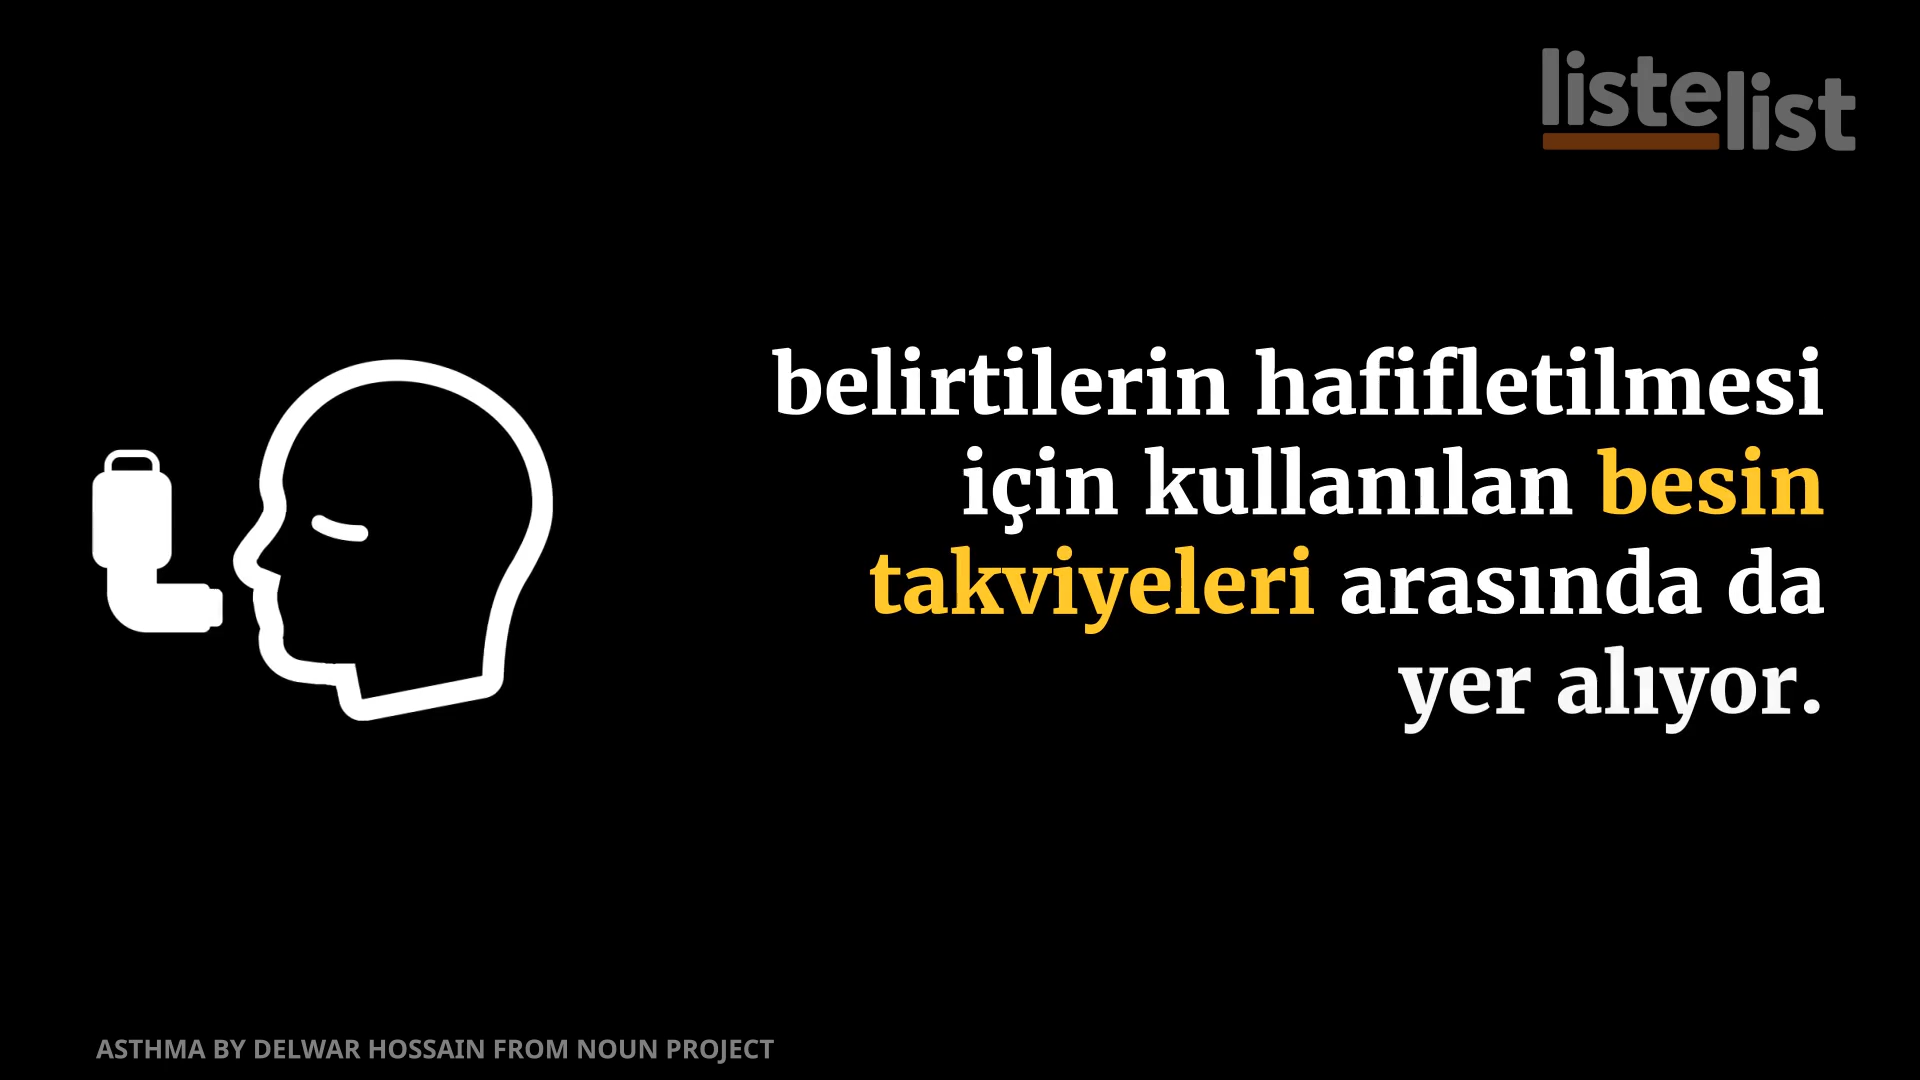 listelist
belirtilerin hafifletilmesi
için kullanılan besin
takviyeleri arasında da
yer alıyor.
ASTHMA BY DELWAR HOSSAIN FROM NOUN PROJECT